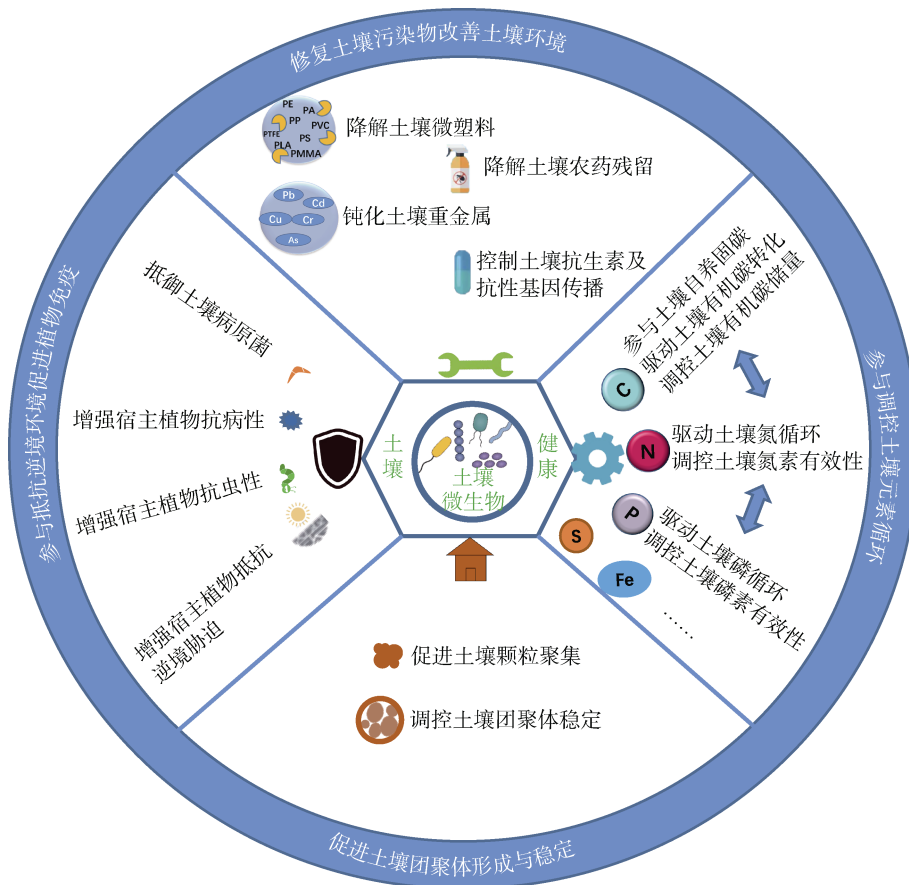 修复土壤污染物改善土壤环境
PE
PA
PP
PVC
PTFE
PS
PLA
PMMA
降解土壤微塑料
降解土壤农药残留
Pb
Cd
Cu
Cr
As
钝化土壤重金属
控制土壤抗生素及
抗性基因传播
参与抵抗逆境环境促进植物免疫
抵御土壤病原菌
增强宿主植物抗病性
增强宿主植物抗虫性
增强宿主植物抵抗
逆境胁迫
土壤
健康
土壤
微生物
参与调控土壤元素循环
参与土壤自养固碳
驱动土壤有机碳转化
调控土壤有机碳储量
C
N
驱动土壤氮循环
调控土壤氮素有效性
P
驱动土壤磷循环
调控土壤磷素有效性
S
Fe
……
促进土壤颗粒聚集
调控土壤团聚体稳定
促进土壤团聚体形成与稳定